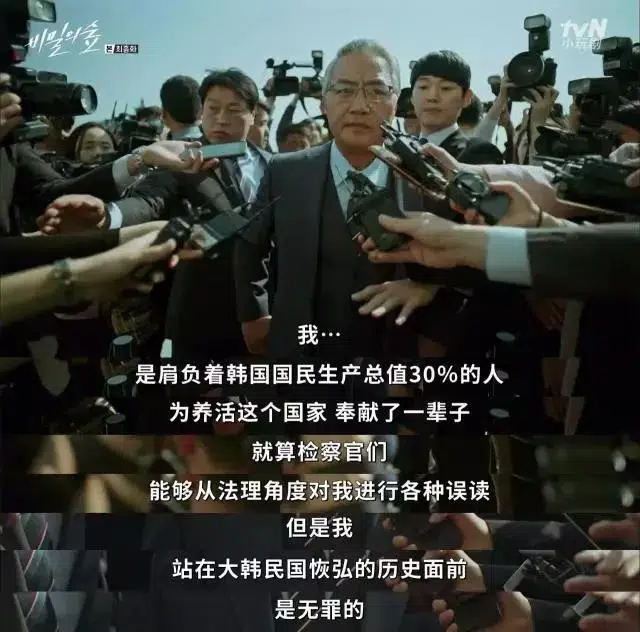 비밀의 숲
본 최종화
tvN
小玩剧
我…
是肩负着韩国国民生产总值30%的人
为养活这个国家 奉献了一辈子
就算检察官们
能够从法理角度对我进行各种误读
但是我
站在大韩民国恢弘的历史面前
是无罪的